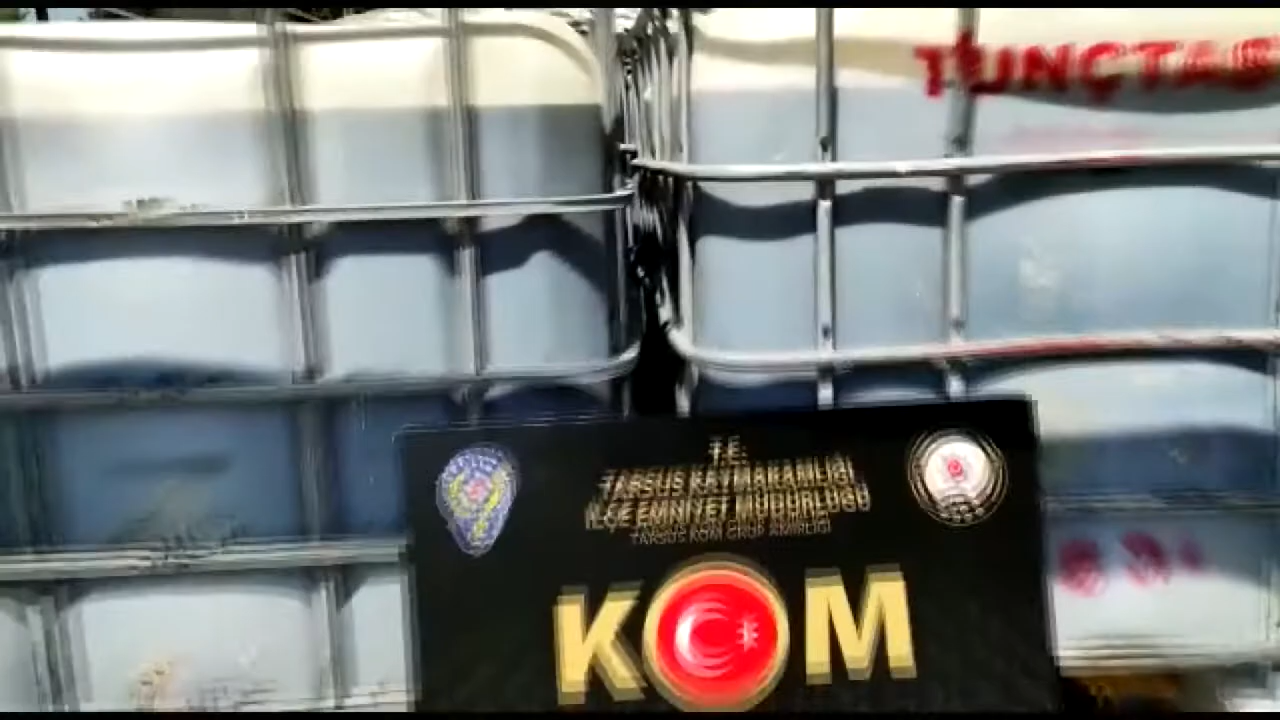 TUNÇTAŞ
T.C.
TARSUS KAYMAKAMLIĞI
İLÇE EMNİYET MÜDÜRLÜĞÜ
TARSUS KOM GRUP AMİRLİĞİ
KOM